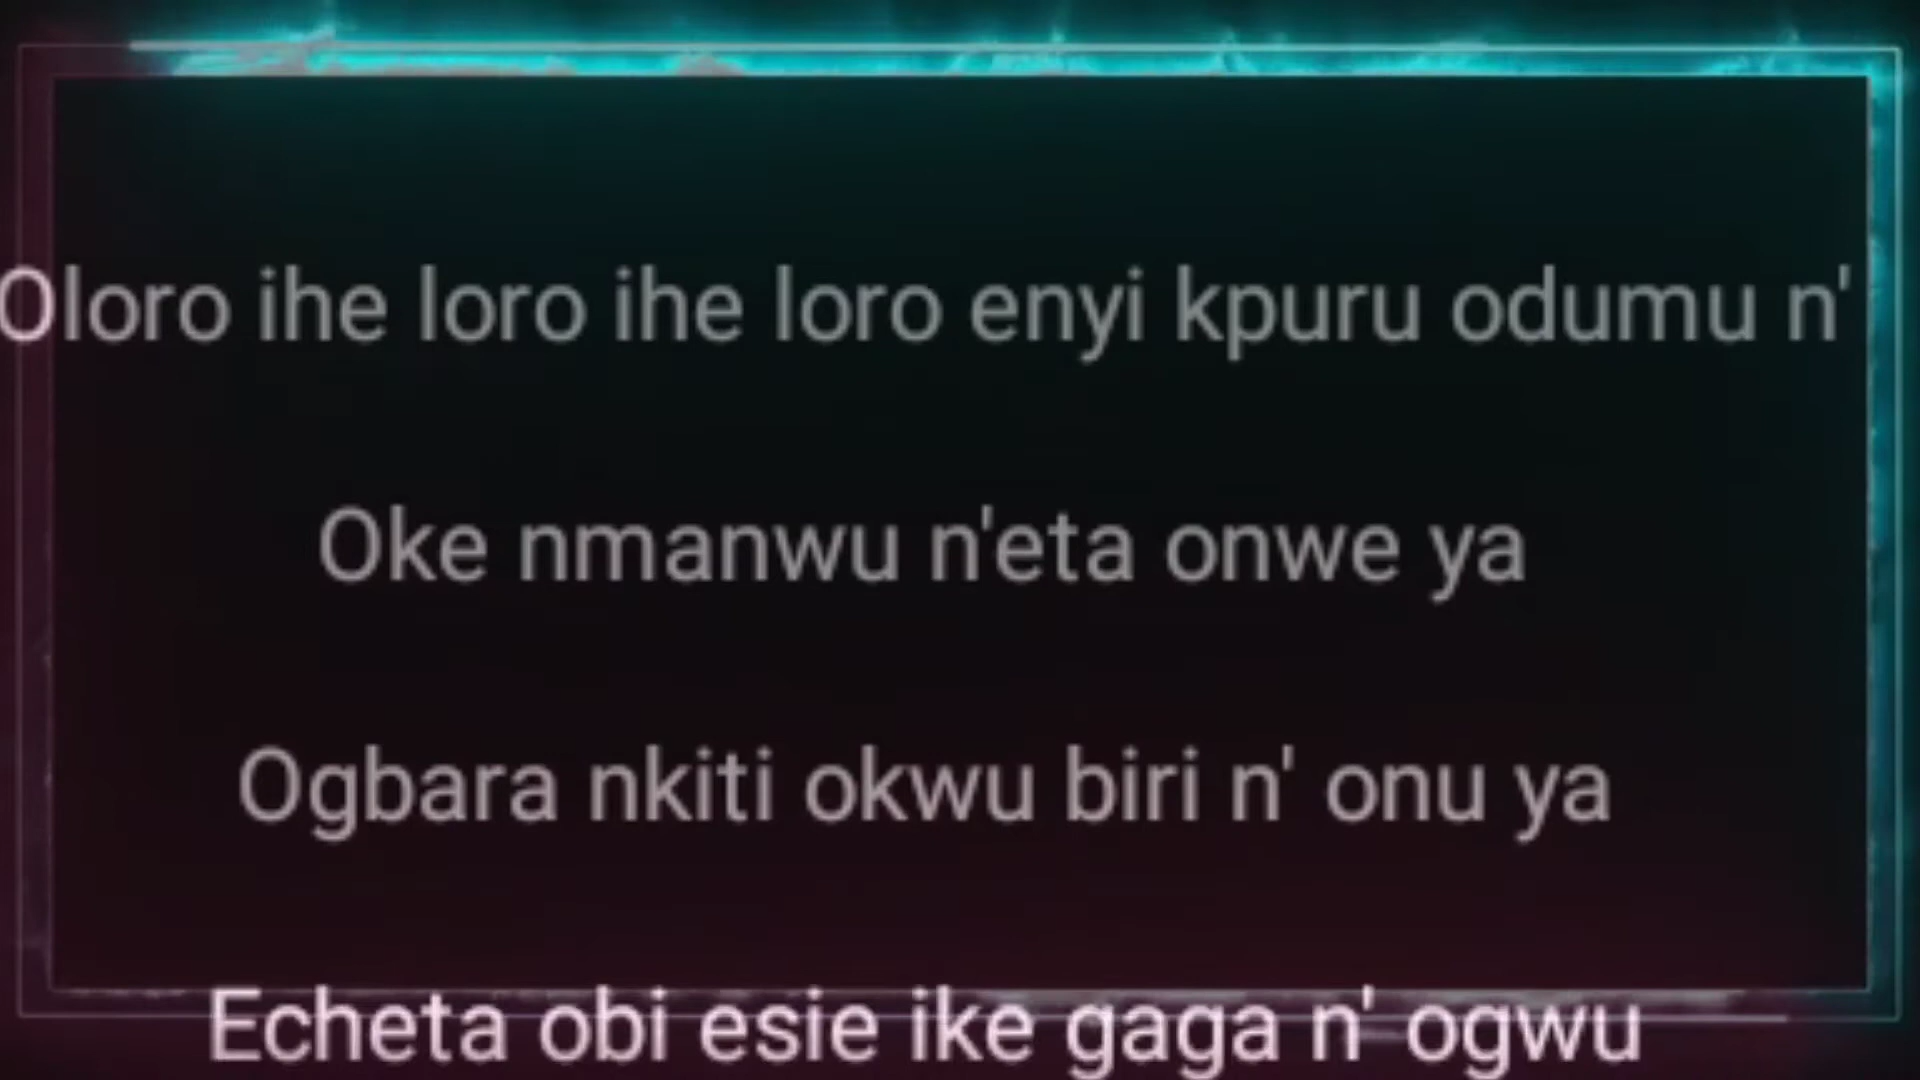 Oloro ihe loro ihe loro enyi kpuru odumu n'
Oke nmanwu n'eta onwe ya
Ogbara nkiti okwu biri n' onu ya
Echeta obi esie ike gaga n' ogwu